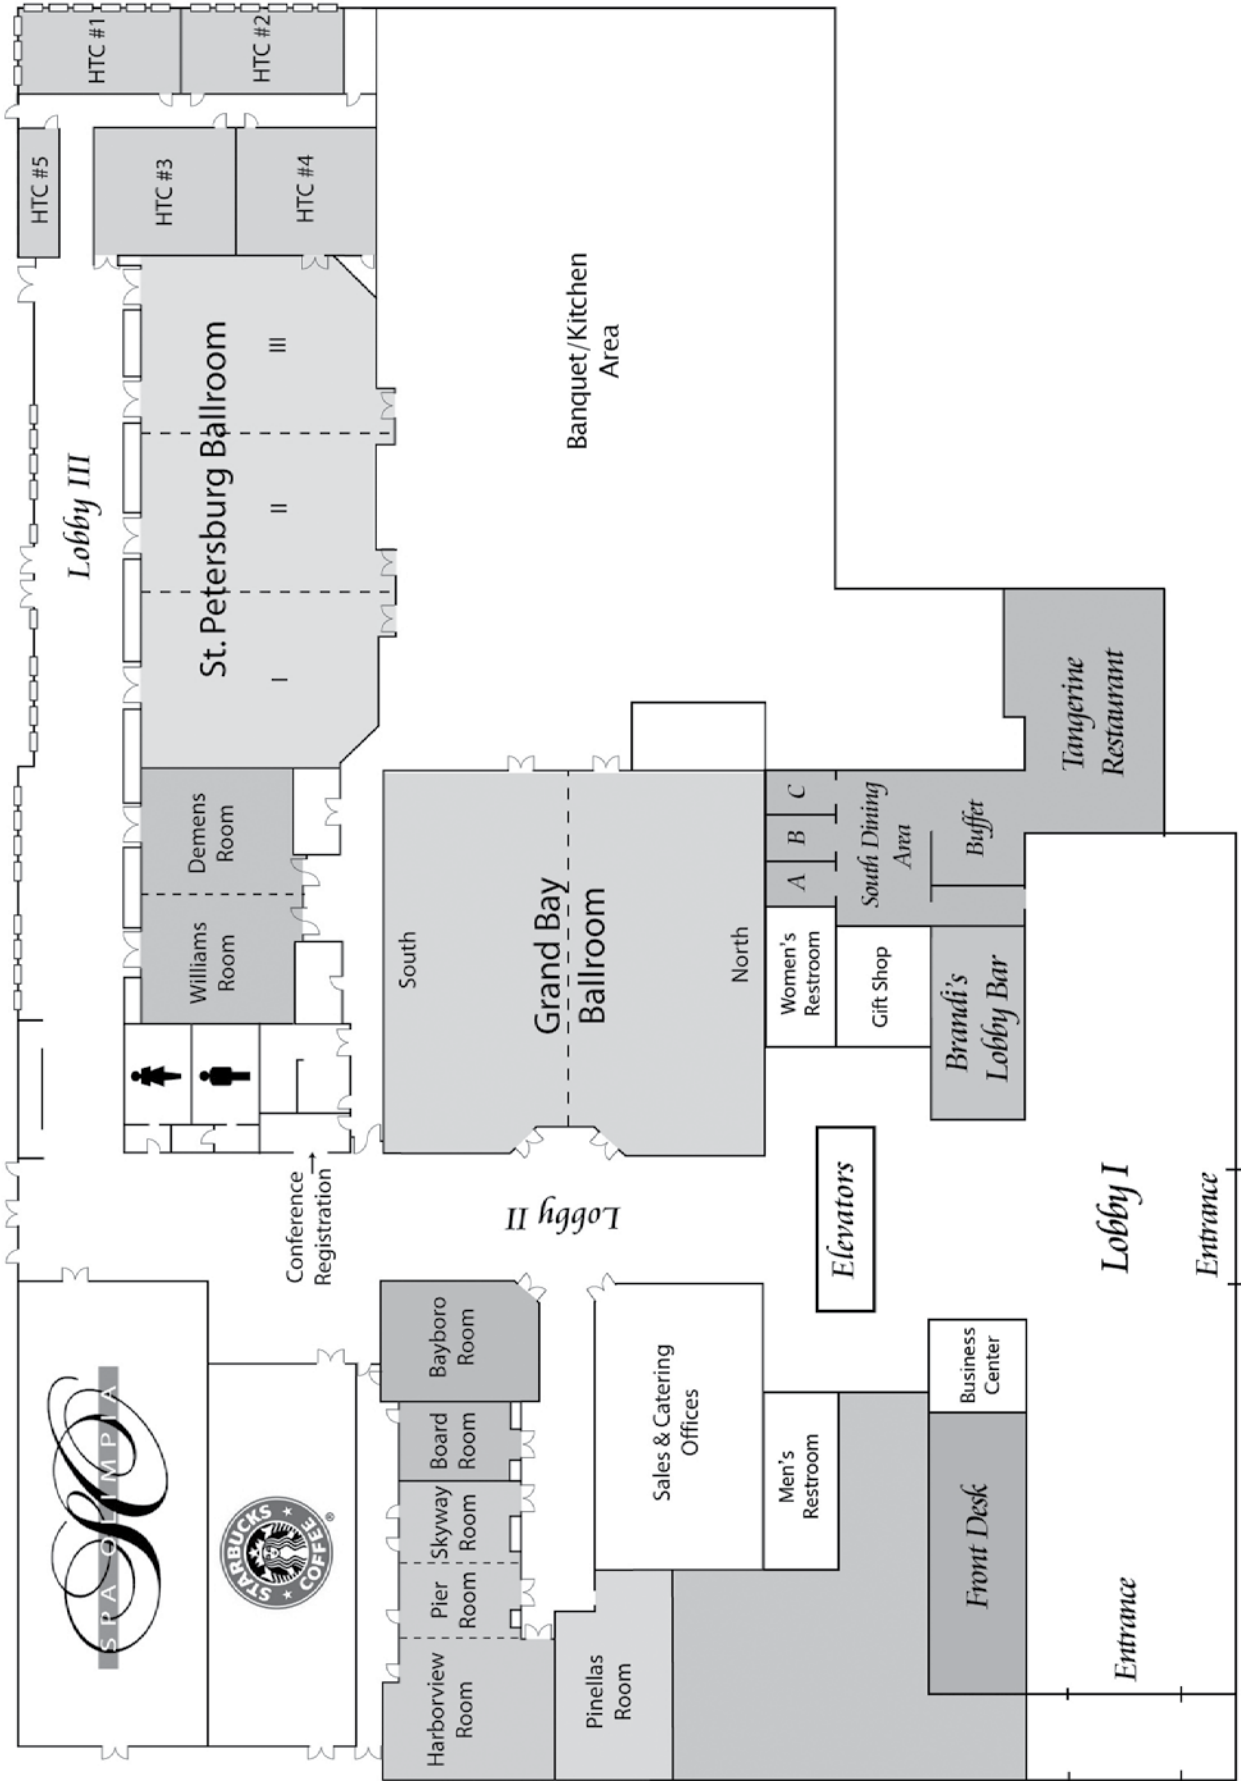 HTC #1
HTC #2
HTC #5
HTC #3
HTC #4
Lobby III
St. Petersburg Ballroom
I
II
III
Banquet/Kitchen
Area
Demens
Room
Williams
Room
Tangerine
Restaurant
South
Grand Bay
Ballroom
North
A
B
C
South Dining
Area
Buffet
Women's
Restroom
Gift Shop
Brandi's
Lobby Bar
Conference
Registration
Lobby II
Elevators
Lobby I
Entrance
SPA OLIMPIA
STARBUCKS
COFFEE
®
Bayboro
Room
Board
Room
Skyway
Room
Pier
Room
Harborview
Room
Sales & Catering
Offices
Pinellas
Room
Men's
Restroom
Business
Center
Front Desk
Entrance